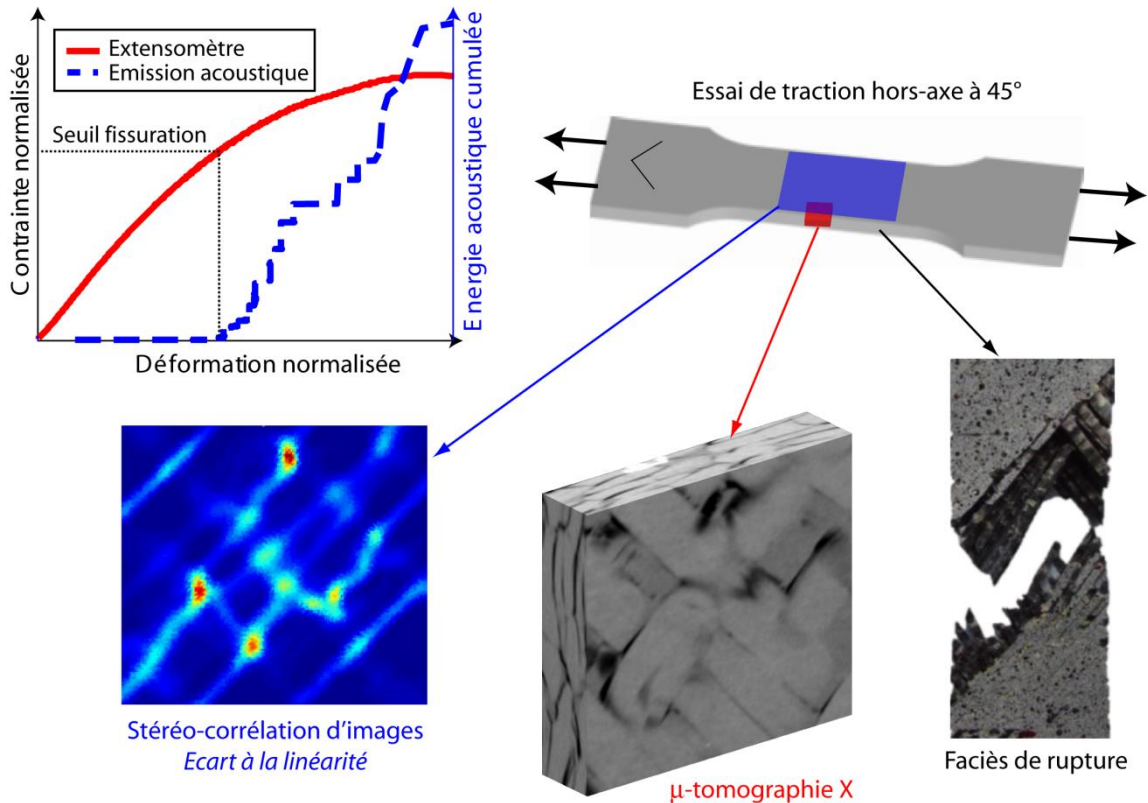 Extensomètre
Emission acoustique
Seuil fissuration
Contrainte normalisée
Energie acoustique cumulée
Déformation normalisée
Essai de traction hors-axe à 45°
Stéréo-corrélation d'images
Ecart à la linéarité
μ-tomographie X
Faciès de rupture